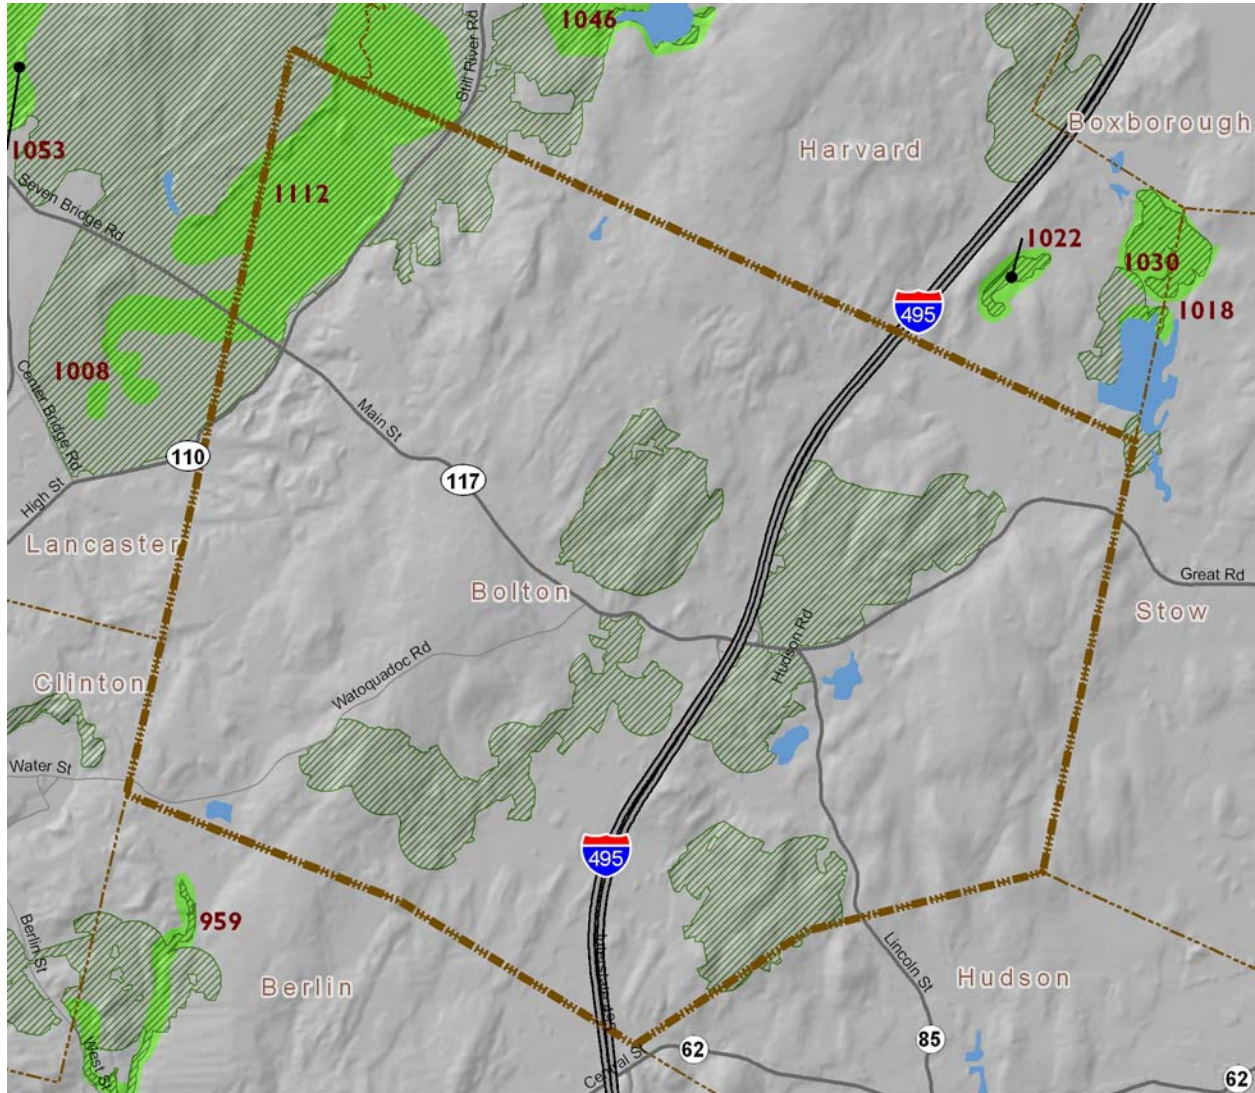 1046
Still River Rd
Boxborough
1053
Harvard
Seven Bridge Rd
1112
1022
1030
495
1018
1008
Center Bridge Rd
Main St
110
117
High St
Lancaster
Great Rd
Bolton
Stow
Hudson Rd
Watoquadoc Rd
Clinton
Water St
495
959
Berlin St
Lincoln St
Berlin
Hudson
Interstate 495
85
62
West St
Central St
62